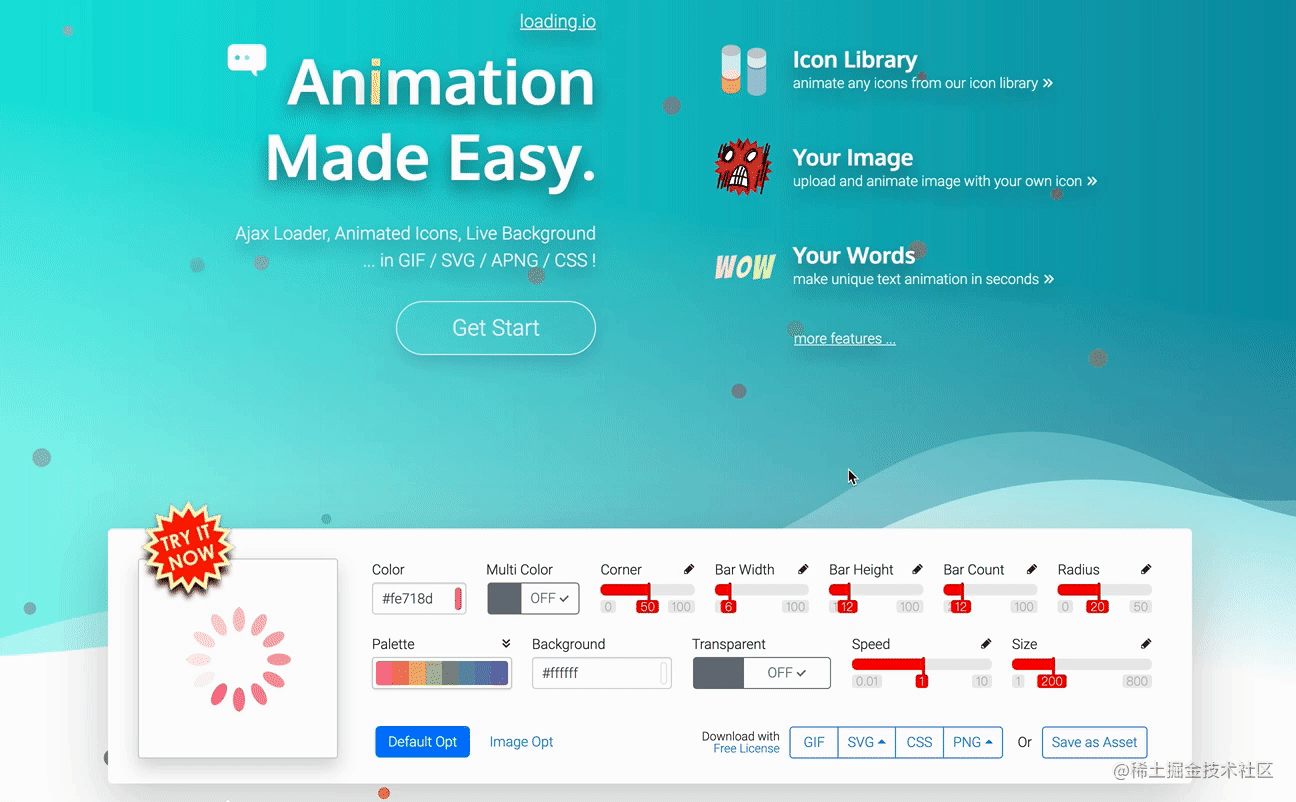 loading.io
Animation
Made Easy.
Ajax Loader, Animated Icons, Live Background
... in GIF / SVG / APNG / CSS !
Get Start
Icon Library
animate any icons from our icon library »
Your Image
upload and animate image with your own icon »
WOW
Your Words
make unique text animation in seconds »
more features ...
TRY IT
NOW
Color
Multi Color
Corner
Bar Width
Bar Height
Bar Count
Radius
#fe718d
OFF ✓
0 50 100
6 100
12 100
12 100
0 20 50
Palette
Background
Transparent
Speed
Size
#ffffff
OFF ✓
0.01 1 10
1 200 800
Default Opt
Image Opt
Download with
Free License
GIF
SVG
CSS
PNG
Or
Save as Asset
@稀土掘金技术社区